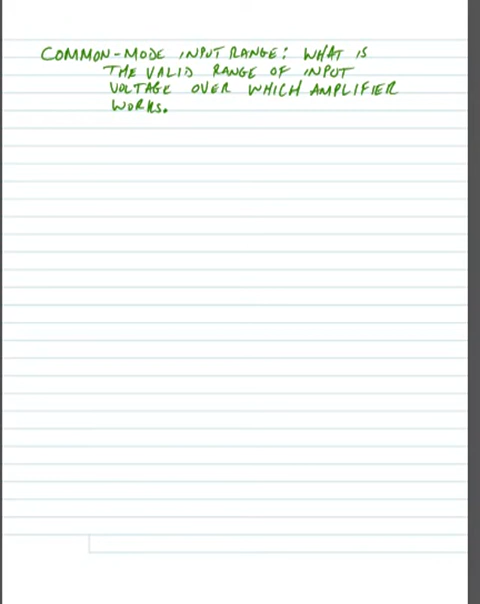 COMMON-MODE INPUT RANGE: WHAT IS
THE VALID RANGE OF INPUT
VOLTAGE OVER WHICH AMPLIFIER
WORKS.